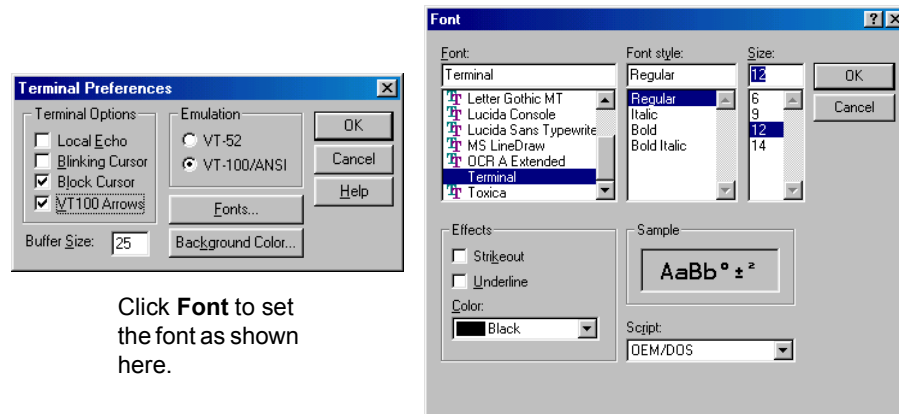 Terminal Preferences
Terminal Options
Local Echo
Blinking Cursor
Block Cursor
VT100 Arrows
Buffer Size: 25
Emulation
VT-52
VT-100/ANSI
Fonts...
Background Color...
OK
Cancel
Help
Click Font to set
the font as shown
here.
Font
Font:
Terminal
Letter Gothic MT
Lucida Console
Lucida Sans Typewrite
MS LineDraw
OCR A Extended
Terminal
Toxica
Font style:
Regular
Regular
Italic
Bold
Bold Italic
Size:
12
6
9
12
14
OK
Cancel
Effects
Strikeout
Underline
Color:
Black
Sample
AaBb°±²
Script:
OEM/DOS